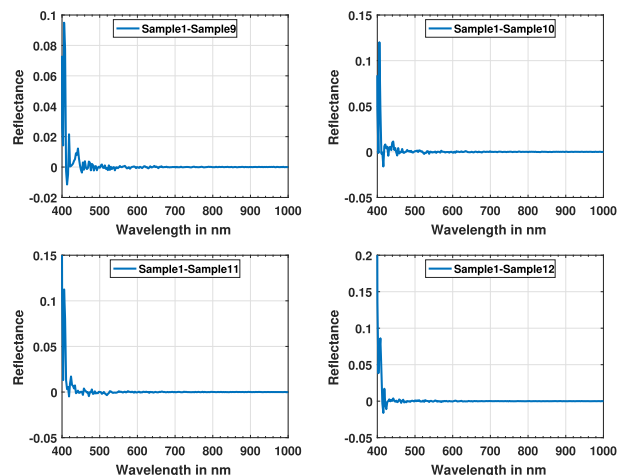 0.1
0.08
0.06
0.04
0.02
0
-0.02
Reflectance
Sample1-Sample9
400 500 600 700 800 900 1000
Wavelength in nm
0.15
0.1
0.05
0
-0.05
Reflectance
Sample1-Sample10
400 500 600 700 800 900 1000
Wavelength in nm
0.15
0.1
0.05
0
-0.05
Reflectance
Sample1-Sample11
400 500 600 700 800 900 1000
Wavelength in nm
0.2
0.15
0.1
0.05
0
-0.05
Reflectance
Sample1-Sample12
400 500 600 700 800 900 1000
Wavelength in nm